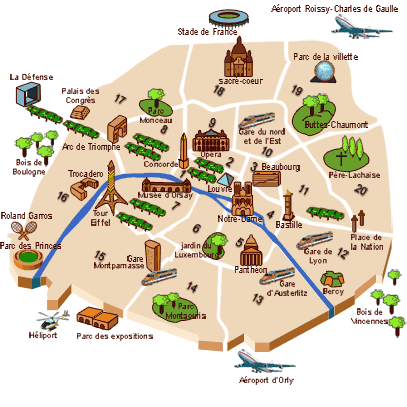 Aéroport Roissy-Charles de Gaulle
Stade de France
Parc de la villette
La Défense
Sacré-coeur
18
19
Palais des
Congrès
17
Parc
Monceau
8
9
Gare du nord
et de l'Est
10
Buttes-Chaumont
Arc de Triomphe
Bois de
Boulogne
Concorde
Opéra
2
3
Beaubourg
Père-Lachaise
Trocadéro
1
Louvre
11
20
16
Musée d'Orsay
Tour
Eiffel
7
Notre-Dame
4
Bastille
Roland Garros
Place de
la Nation
Parc des Princes
6
jardin du
Luxembourg
5
Panthéon
Gare de
Lyon
12
15
Gare
Montparnasse
Gare
d'Austerlitz
Bercy
14
13
Parc
Montsouris
Bois de
Vincennes
Héliport
Parc des expositions
Aéroport d'Orly